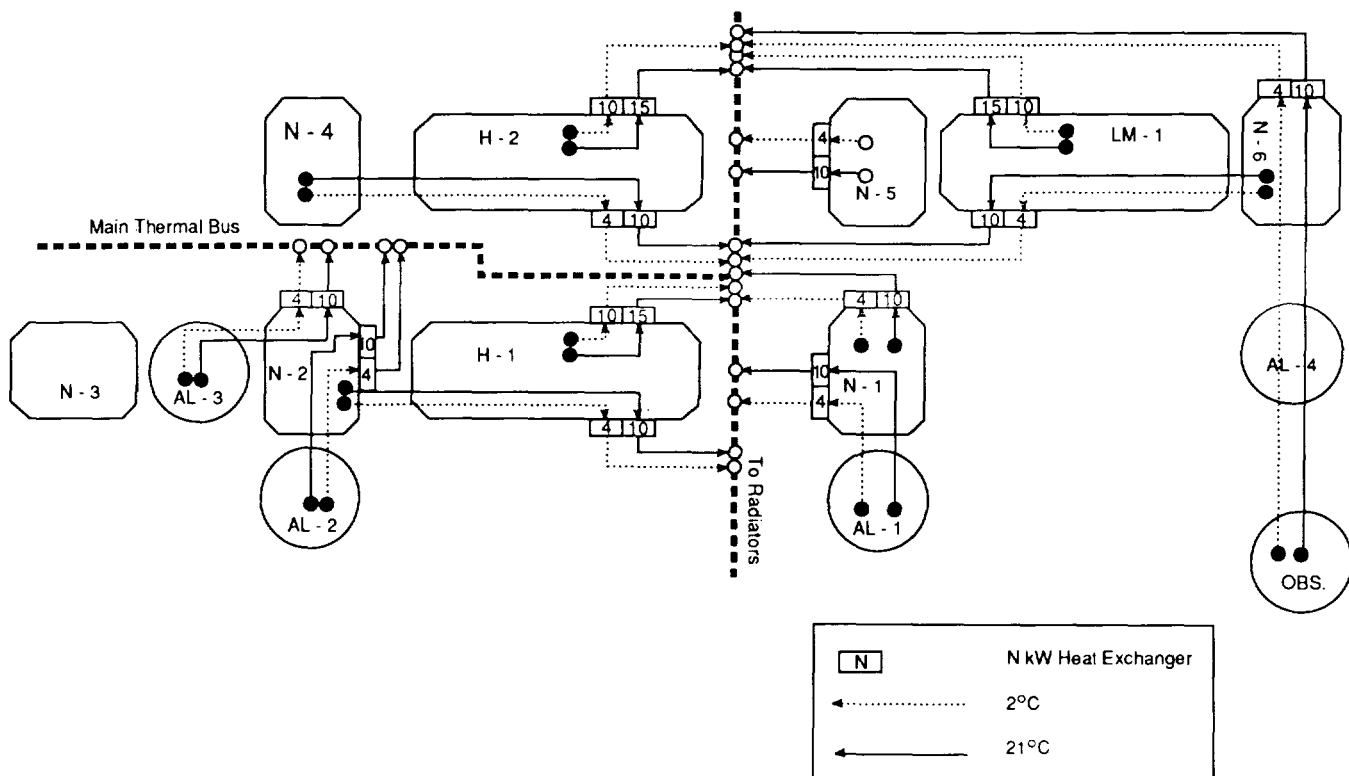 10 15
15 10
4 10
N - 4
H - 2
4
10
N - 5
LM - 1
N - 6
4 10
10 4
Main Thermal Bus
4 10
10 15
4 10
N - 3
AL - 3
N - 2
10
4
H - 1
10
4
N - 1
AL - 4
4 10
To Radiators
AL - 2
AL - 1
OBS.
N N kW Heat Exchanger
2°C
21°C